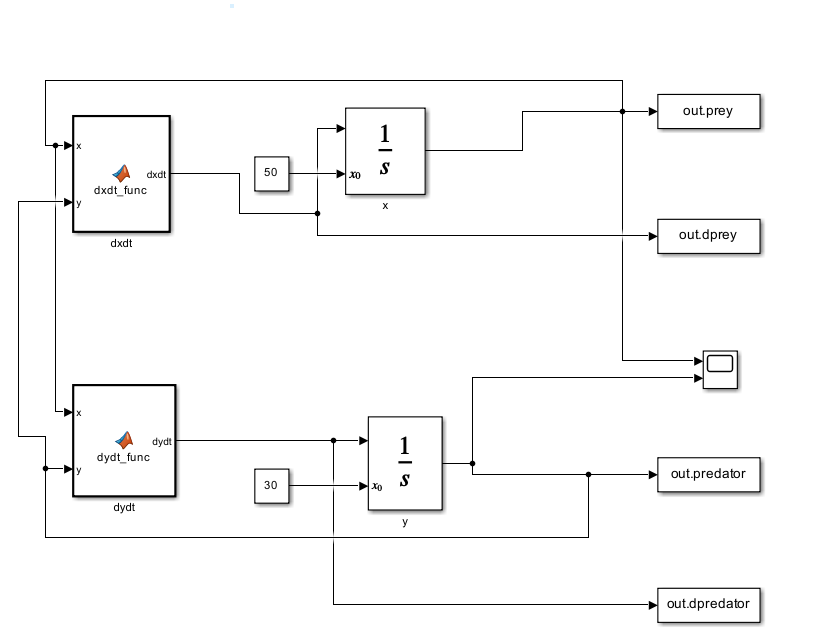 out.prey
x
dxdt_func
dxdt
y
dxdt
50
1
s
x0
x
out.dprey
x
dydt_func
dydt
y
dydt
30
1
s
x0
y
out.predator
out.dpredator